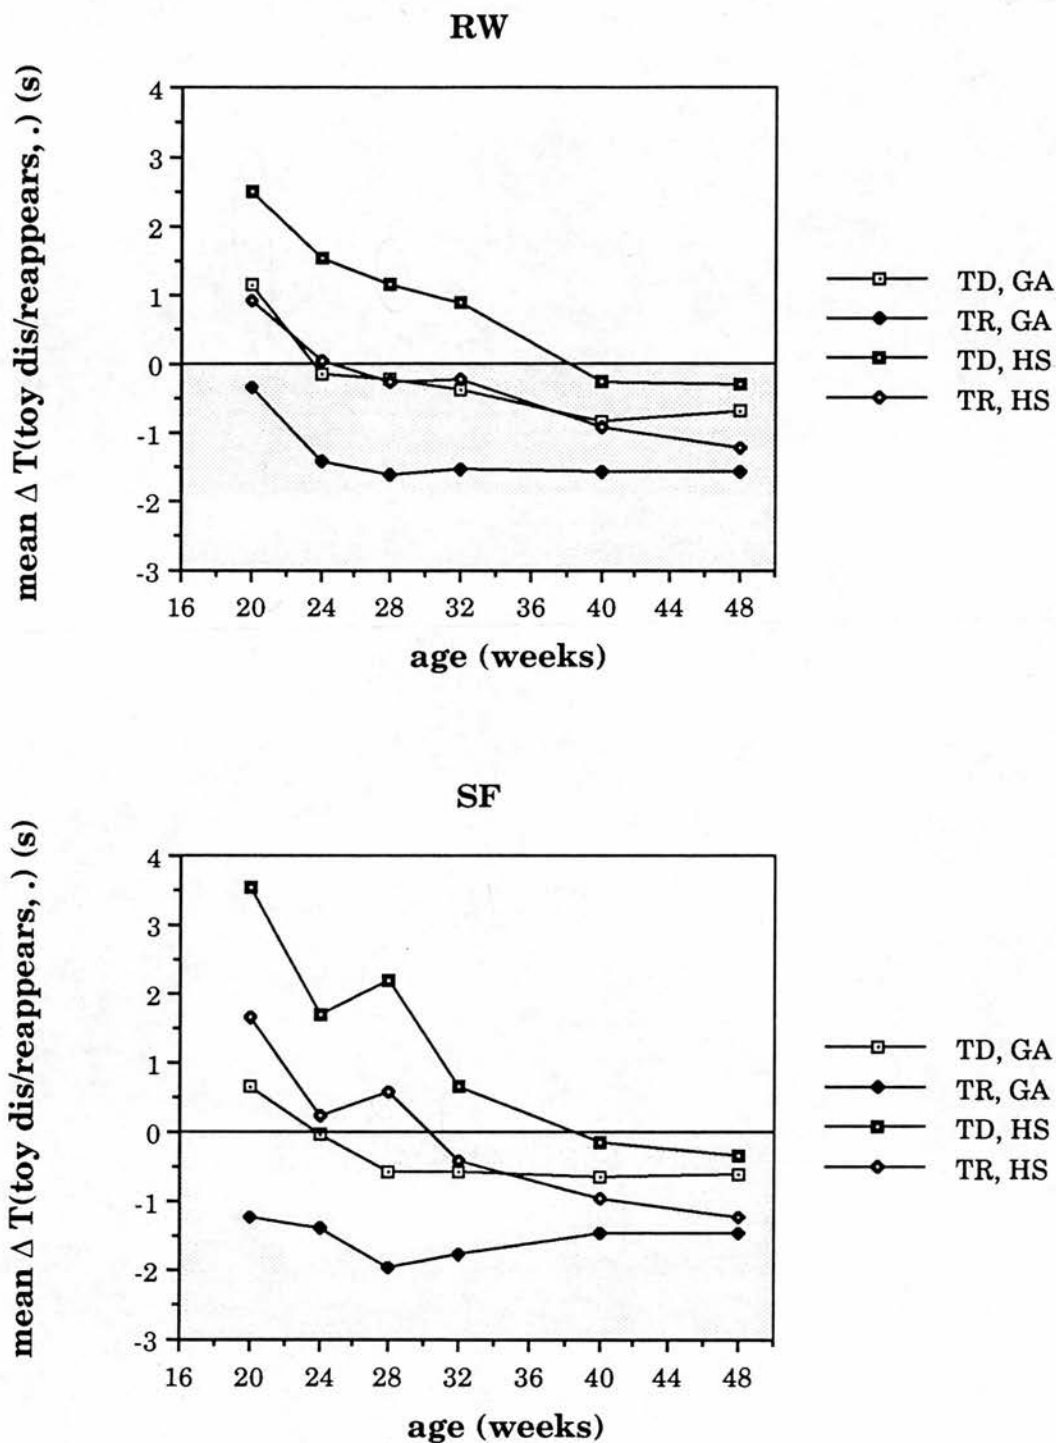 RW
mean Δ T(toy dis/reappears, .) (s)
4
3
2
1
0
-1
-2
-3
16 20 24 28 32 36 40 44 48
age (weeks)
TD, GA
TR, GA
TD, HS
TR, HS
SF
mean Δ T(toy dis/reappears, .) (s)
4
3
2
1
0
-1
-2
-3
16 20 24 28 32 36 40 44 48
age (weeks)
TD, GA
TR, GA
TD, HS
TR, HS